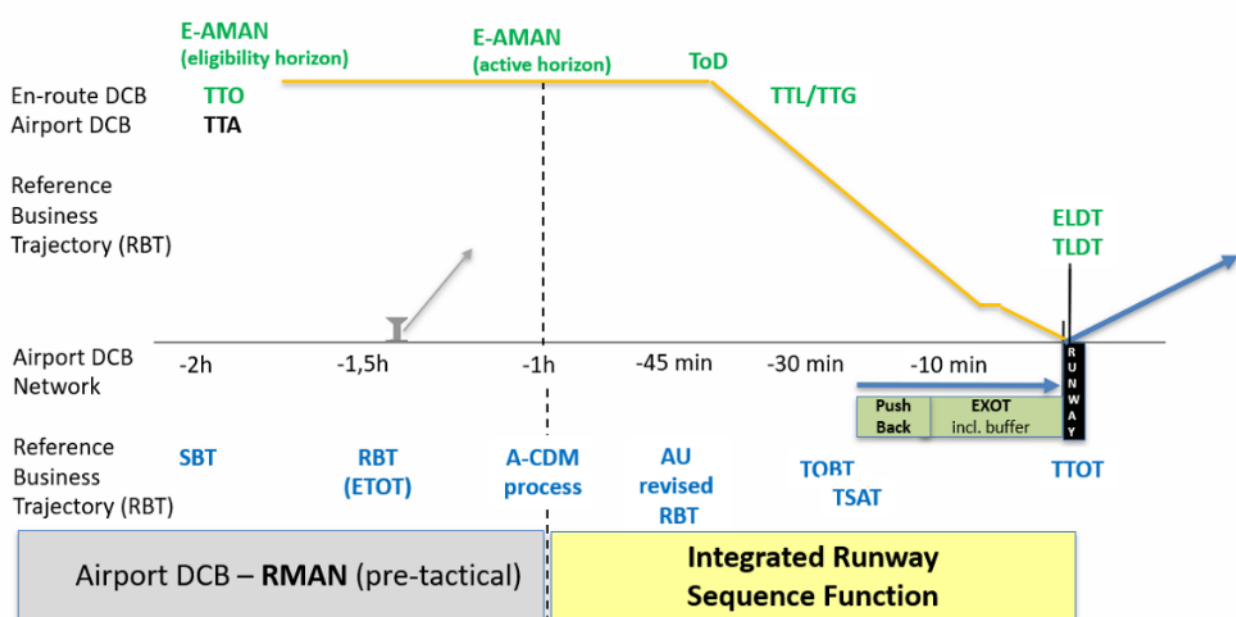 E-AMAN
(eligibility horizon)
E-AMAN
(active horizon)
ToD
En-route DCB
TTO
TTL/TTG
Airport DCB
TTA
Reference
Business
Trajectory (RBT)
ELDT
TLDT
Airport DCB
Network
-2h
-1,5h
-1h
-45 min
-30 min
-10 min
RUNWAY
Push
Back
EXOT
incl. buffer
Reference
Business
Trajectory (RBT)
SBT
RBT
(ETOT)
A-CDM
process
AU
revised
RBT
TOBT
TSAT
TTOT
Airport DCB – RMAN (pre-tactical)
Integrated Runway
Sequence Function